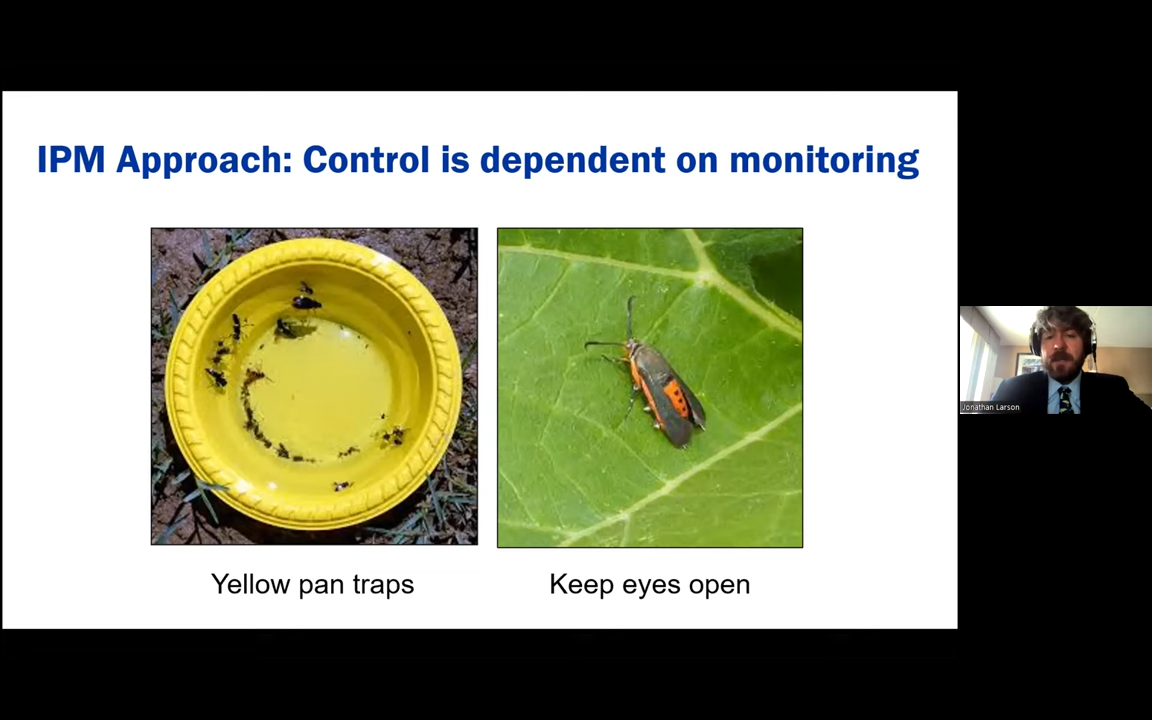 IPM Approach: Control is dependent on monitoring
Yellow pan traps
Keep eyes open
Jonathan Larson